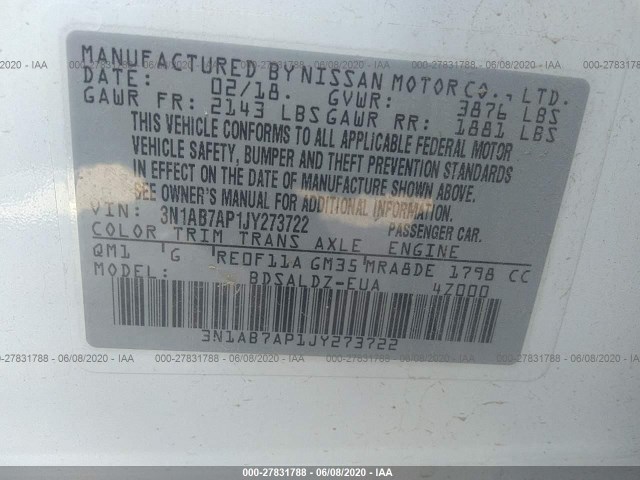 000-27831788 - 06/08/2020 - IAA
MANUFACTURED BY NISSAN MOTOR CO., LTD.
DATE: 02/18. GVWR: 3876 LBS
GAWR FR: 2143 LBS GAWR RR: 1881 LBS
THIS VEHICLE CONFORMS TO ALL APPLICABLE FEDERAL MOTOR
VEHICLE SAFETY, BUMPER AND THEFT PREVENTION STANDARDS
IN EFFECT ON THE DATE OF MANUFACTURE SHOWN ABOVE.
SEE OWNER'S MANUAL FOR ADDITIONAL INFORMATION.
VIN: 3N1AB7AP1JY273722 PASSENGER CAR.
COLOR TRIM TRANS AXLE ENGINE
QM1 G RE0F11A GM35 MRA8DE 1798 CC
MODEL: BDSALDZ-EUA 4Z000
3N1AB7AP1JY273722
000-27831788 - 06/08/2020 - IAA